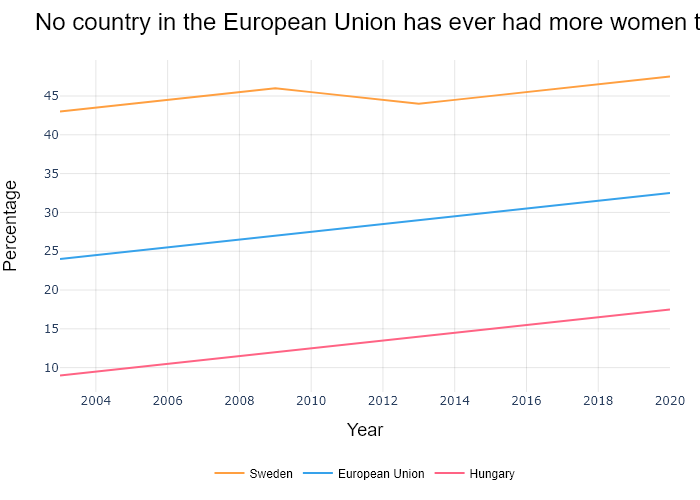 No country in the European Union has ever had more women t
45
40
35
30
25
20
15
10
Percentage
2004 2006 2008 2010 2012 2014 2016 2018 2020
Year
Sweden European Union Hungary